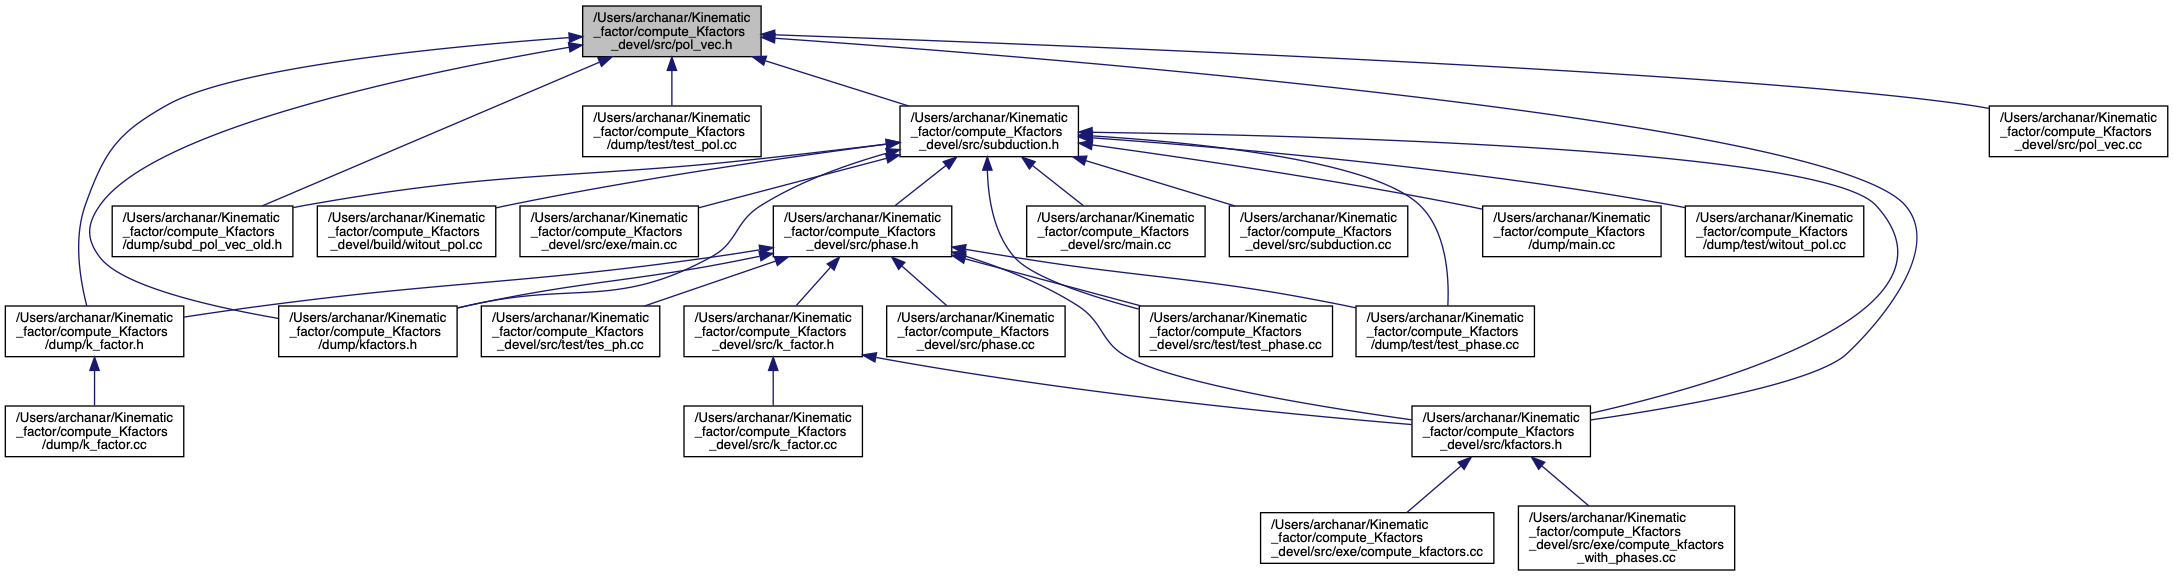 /Users/archanar/Kinematic
_factor/compute_Kfactors
_devel/src/pol_vec.h
/Users/archanar/Kinematic
_factor/compute_Kfactors
/dump/test/test_pol.cc
/Users/archanar/Kinematic
_factor/compute_Kfactors
_devel/src/subduction.h
/Users/archanar/Kinematic
_factor/compute_Kfactors
_devel/src/pol_vec.cc
/Users/archanar/Kinematic
_factor/compute_Kfactors
/dump/subd_pol_vec_old.h
/Users/archanar/Kinematic
_factor/compute_Kfactors
_devel/build/witout_pol.cc
/Users/archanar/Kinematic
_factor/compute_Kfactors
_devel/src/exe/main.cc
/Users/archanar/Kinematic
_factor/compute_Kfactors
_devel/src/phase.h
/Users/archanar/Kinematic
_factor/compute_Kfactors
_devel/src/main.cc
/Users/archanar/Kinematic
_factor/compute_Kfactors
_devel/src/subduction.cc
/Users/archanar/Kinematic
_factor/compute_Kfactors
/dump/main.cc
/Users/archanar/Kinematic
_factor/compute_Kfactors
/dump/test/witout_pol.cc
/Users/archanar/Kinematic
_factor/compute_Kfactors
/dump/k_factor.h
/Users/archanar/Kinematic
_factor/compute_Kfactors
/dump/kfactors.h
/Users/archanar/Kinematic
_factor/compute_Kfactors
_devel/src/test/tes_ph.cc
/Users/archanar/Kinematic
_factor/compute_Kfactors
_devel/src/k_factor.h
/Users/archanar/Kinematic
_factor/compute_Kfactors
_devel/src/phase.cc
/Users/archanar/Kinematic
_factor/compute_Kfactors
_devel/src/test/test_phase.cc
/Users/archanar/Kinematic
_factor/compute_Kfactors
/dump/test/test_phase.cc
/Users/archanar/Kinematic
_factor/compute_Kfactors
/dump/k_factor.cc
/Users/archanar/Kinematic
_factor/compute_Kfactors
_devel/src/k_factor.cc
/Users/archanar/Kinematic
_factor/compute_Kfactors
_devel/src/kfactors.h
/Users/archanar/Kinematic
_factor/compute_Kfactors
_devel/src/exe/compute_kfactors.cc
/Users/archanar/Kinematic
_factor/compute_Kfactors
_devel/src/exe/compute_kfactors
_with_phases.cc